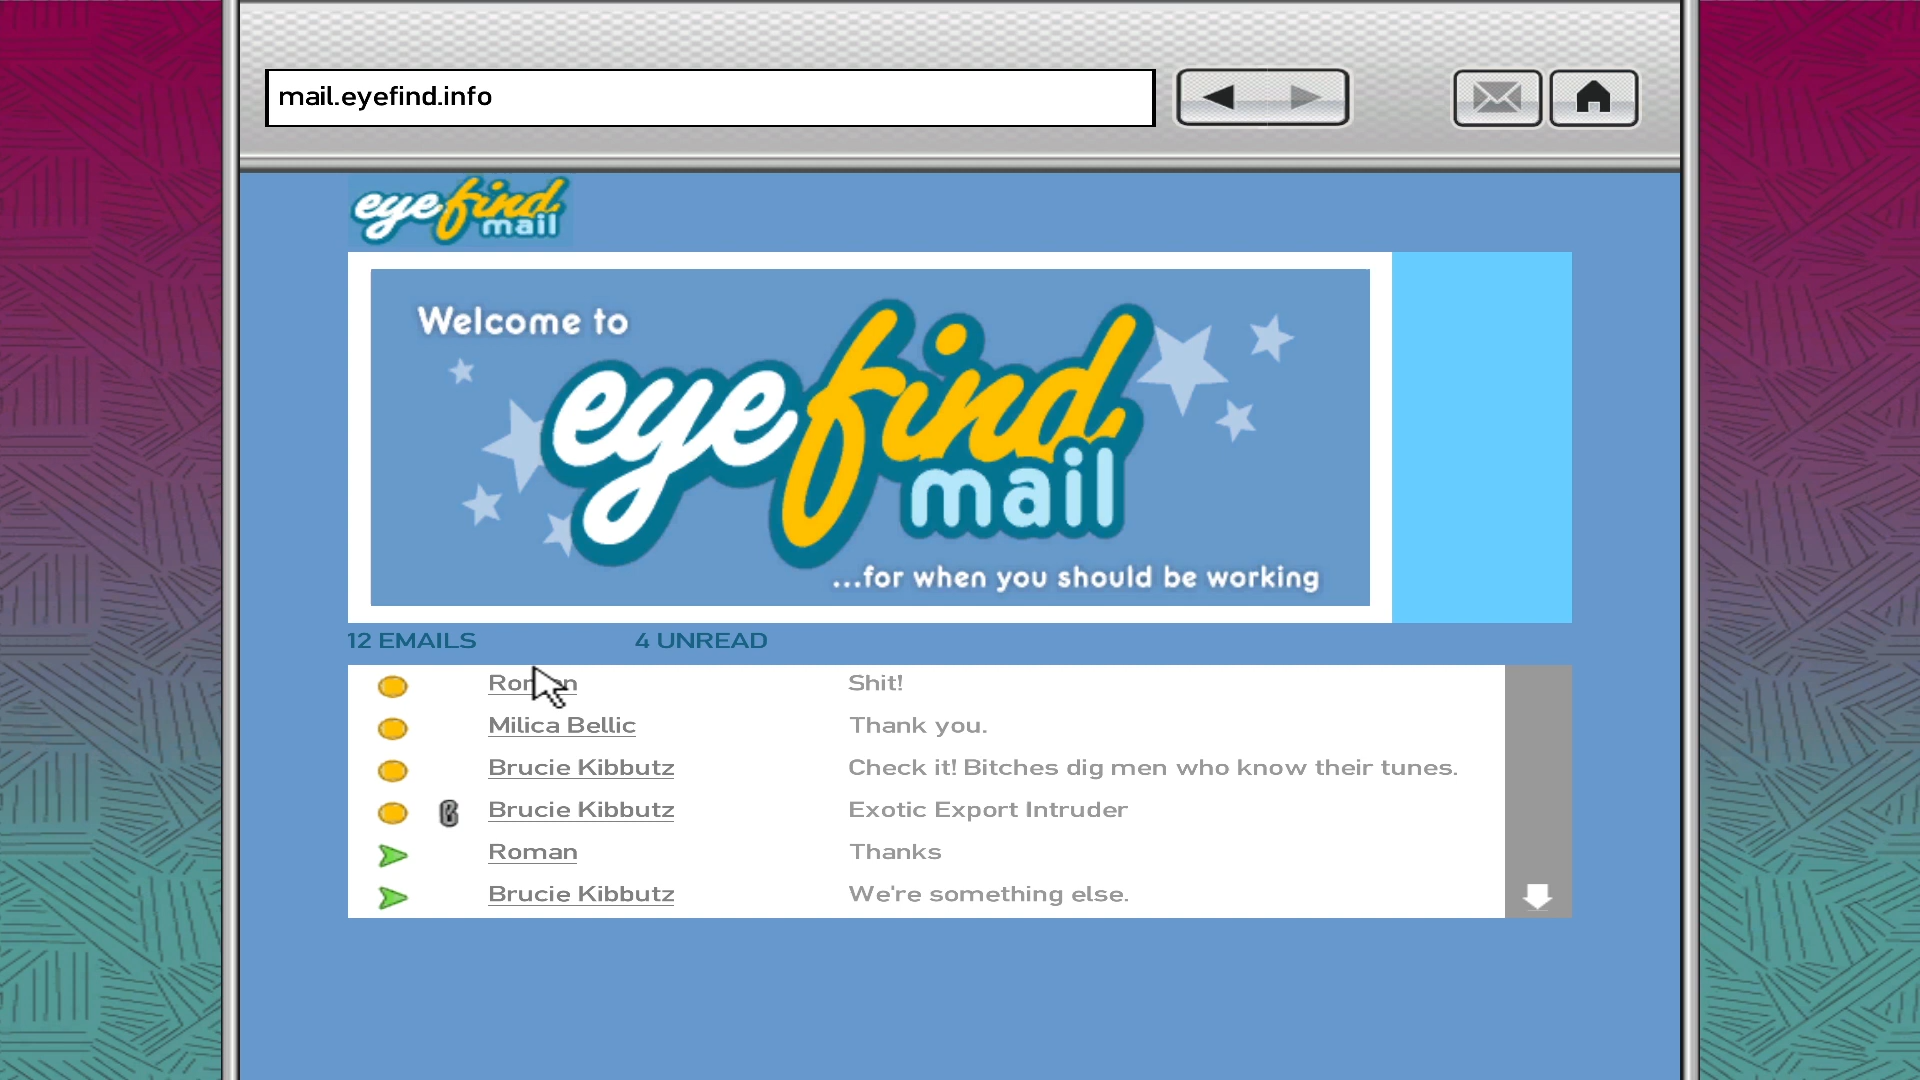 mail.eyefind.info
eyefind.
mail
Welcome to
eyefind.
mail
...for when you should be working
12 EMAILS 4 UNREAD
Roman Shit!
Milica Bellic Thank you.
Brucie Kibbutz Check it! Bitches dig men who know their tunes.
Brucie Kibbutz Exotic Export Intruder
Roman Thanks
Brucie Kibbutz We're something else.